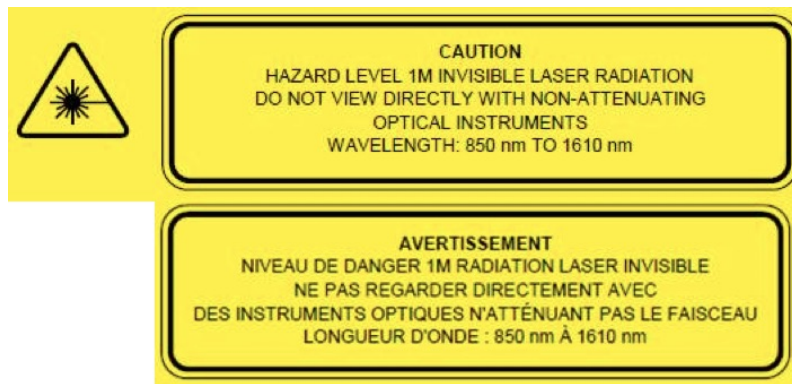 CAUTION
HAZARD LEVEL 1M INVISIBLE LASER RADIATION
DO NOT VIEW DIRECTLY WITH NON-ATTENUATING
OPTICAL INSTRUMENTS
WAVELENGTH: 850 nm TO 1610 nm
AVERTISSEMENT
NIVEAU DE DANGER 1M RADIATION LASER INVISIBLE
NE PAS REGARDER DIRECTEMENT AVEC
DES INSTRUMENTS OPTIQUES N'ATTÉNUANT PAS LE FAISCEAU
LONGUEUR D'ONDE : 850 nm À 1610 nm